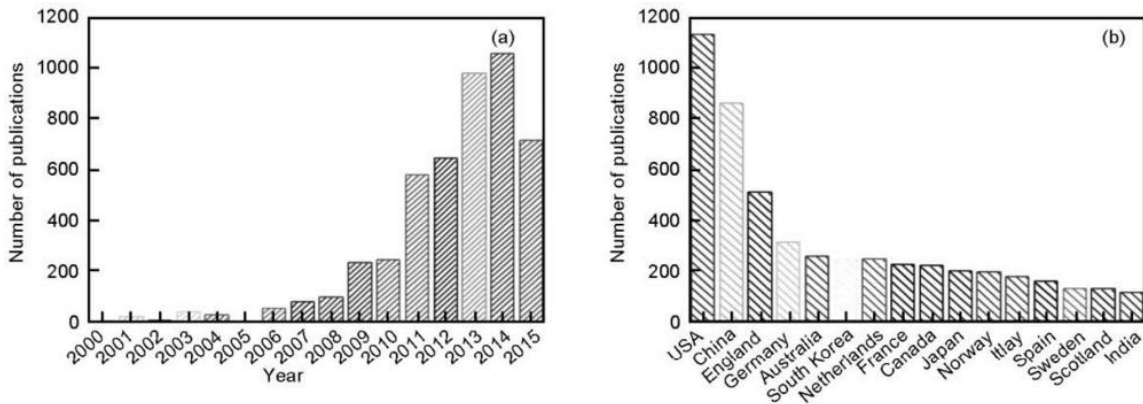 (a)
Number of publications
1200
1000
800
600
400
200
0
2000
2001
2002
2003
2004
2005
2006
2007
2008
2009
2010
2011
2012
2013
2014
2015
Year
(b)
Number of publications
1200
1000
800
600
400
200
0
USA
China
England
Germany
Australia
South Korea
Netherlands
France
Canada
Japan
Norway
Itlay
Spain
Sweden
Scotland
India